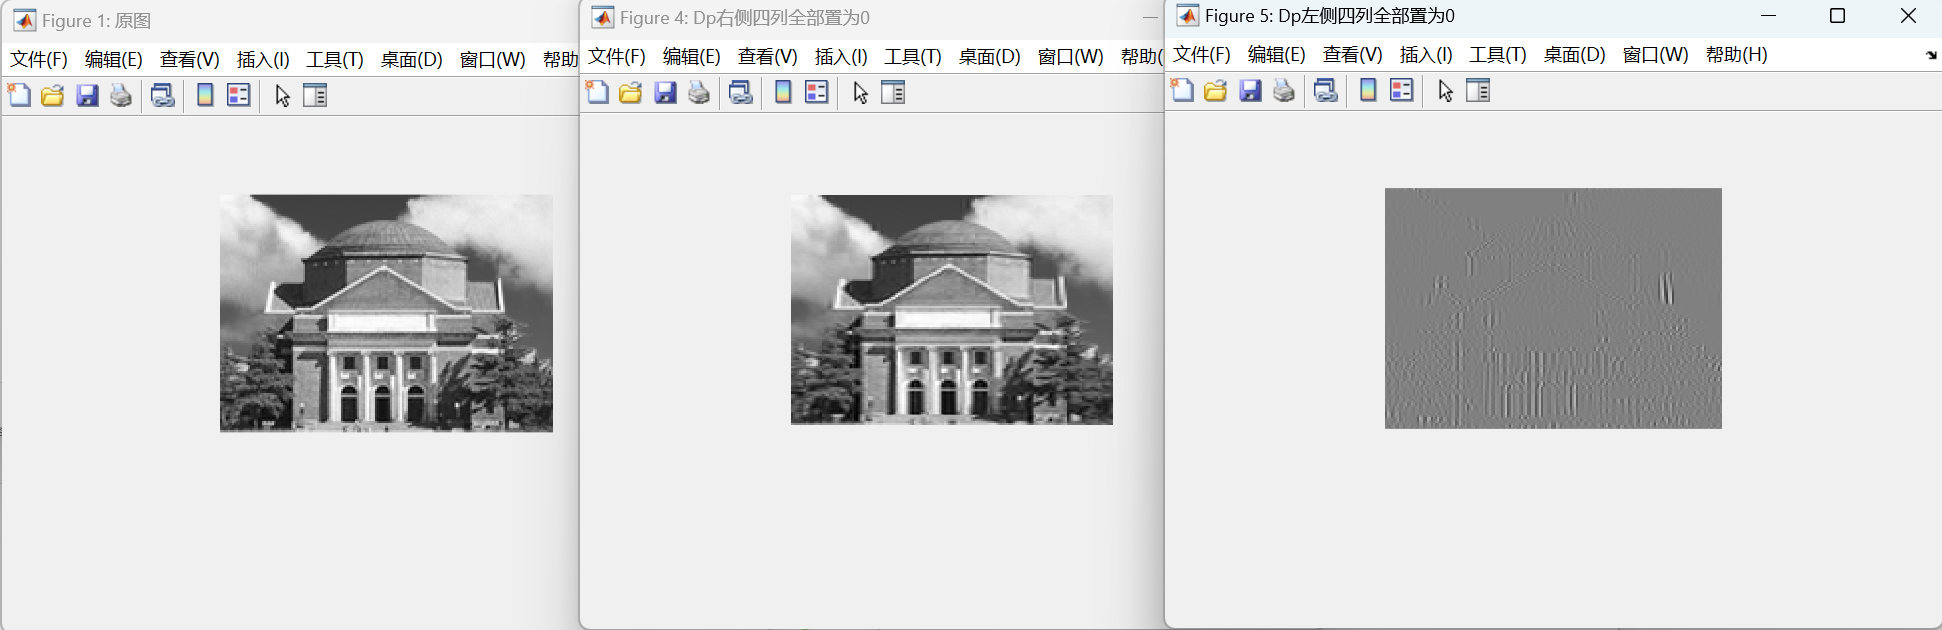 Figure 1: 原图
文件(F) 编辑(E) 查看(V) 插入(I) 工具(T) 桌面(D) 窗口(W) 帮助
Figure 4: Dp右侧四列全部置为0
文件(F) 编辑(E) 查看(V) 插入(I) 工具(T) 桌面(D) 窗口(W) 帮助(
Figure 5: Dp左侧四列全部置为0
文件(F) 编辑(E) 查看(V) 插入(I) 工具(T) 桌面(D) 窗口(W) 帮助(H)